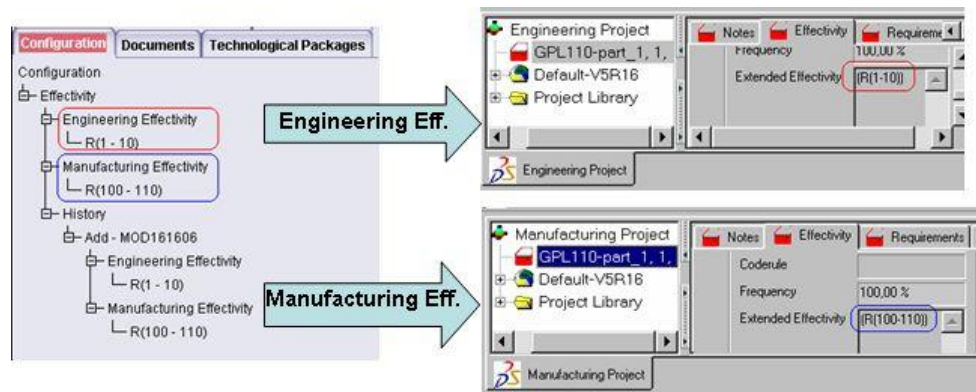 Configuration Documents Technological Packages
Configuration
Effectivity
Engineering Effectivity
R(1 - 10)
Manufacturing Effectivity
R(100 - 110)
History
Add - MOD161606
Engineering Effectivity
R(1 - 10)
Manufacturing Effectivity
R(100 - 110)
Engineering Eff.
Manufacturing Eff.
Engineering Project
GPL110-part_1, 1,
Default-V5R16
Project Library
Engineering Project
Notes Effectivity Requireme
Frequency 100,00 %
Extended Effectivity (R(1-10))
Manufacturing Project
GPL110-part_1, 1,
Default-V5R16
Project Library
Manufacturing Project
Notes Effectivity Requirements
Coderule
Frequency 100,00 %
Extended Effectivity (R(100-110))